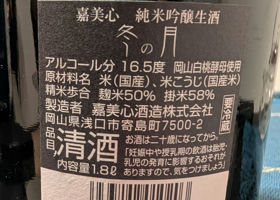 嘉美心 純米吟醸生酒
冬の月
アルコール分 16.5度 岡山白桃酵母使用
原材料名 米(国産)、米こうじ(国産米)
精米歩合 麹米50% 掛米58%
製造者 嘉美心酒造株式会社
岡山県浅口市寄島町7500-2
要冷蔵
品目 清酒
内容量 1.8ℓ
お酒は二十歳になってから。
「妊娠中や授乳期の飲酒は胎児・
乳児の発育に影響するおそれが
ありますので、気をつけましょう」